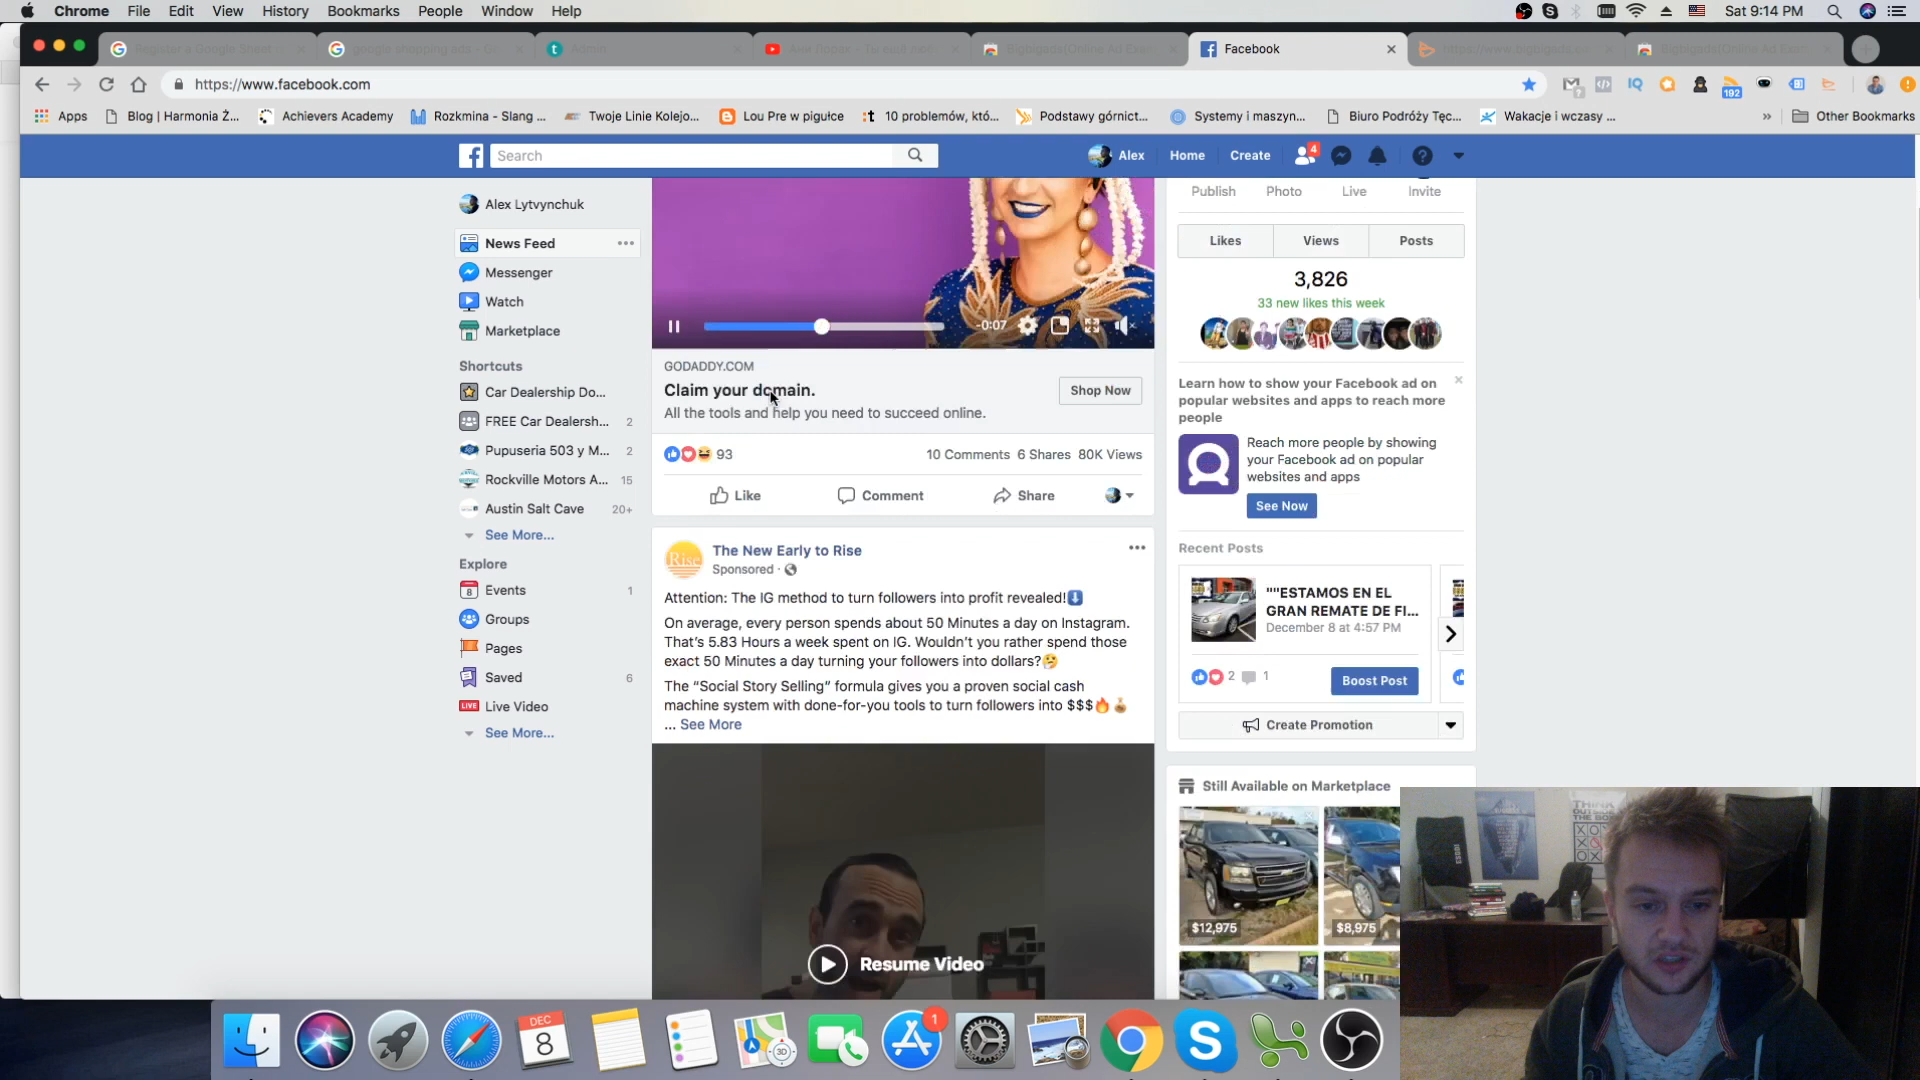 Chrome File Edit View History Bookmarks People Window Help
Sat 9:14 PM
Admin
Facebook
https://www.facebook.com
192
Apps
Blog | Harmonia Ż...
Achievers Academy
Rozkmina - Slang ...
Twoje Linie Kolejo...
Lou Pre w pigułce
10 problemów, któ...
Podstawy górnict...
Systemy i maszyn...
Biuro Podróży Tęc...
Wakacje i wczasy ...
»
Other Bookmarks
Search
Alex
Home
Create
4
Alex Lytvynchuk
News Feed
Messenger
Watch
Marketplace
Shortcuts
Car Dealership Do...
FREE Car Dealersh... 2
Pupuseria 503 y M... 2
Rockville Motors A... 15
Austin Salt Cave 20+
See More...
Explore
Events 1
Groups
Pages
Saved 6
LIVE Live Video
See More...
-0:07
GODADDY.COM
Claim your domain.
All the tools and help you need to succeed online.
Shop Now
93
10 Comments 6 Shares 80K Views
Like
Comment
Share
Rise
The New Early to Rise
Sponsored ·
Attention: The IG method to turn followers into profit revealed!
On average, every person spends about 50 Minutes a day on Instagram.
That's 5.83 Hours a week spent on IG. Wouldn't you rather spend those
exact 50 Minutes a day turning your followers into dollars?
The "Social Story Selling" formula gives you a proven social cash
machine system with done-for-you tools to turn followers into $$$
... See More
Resume Video
Publish Photo Live Invite
Likes Views Posts
3,826
33 new likes this week
Learn how to show your Facebook ad on
popular websites and apps to reach more
people
Reach more people by showing
your Facebook ad on popular
websites and apps
See Now
Recent Posts
""ESTAMOS EN EL
GRAN REMATE DE FI...
December 8 at 4:57 PM
2 1
Boost Post
Create Promotion
Still Available on Marketplace
$12,975
$8,975
THINK
OUTSIDE
THE BOX
DEC
8
3D
1